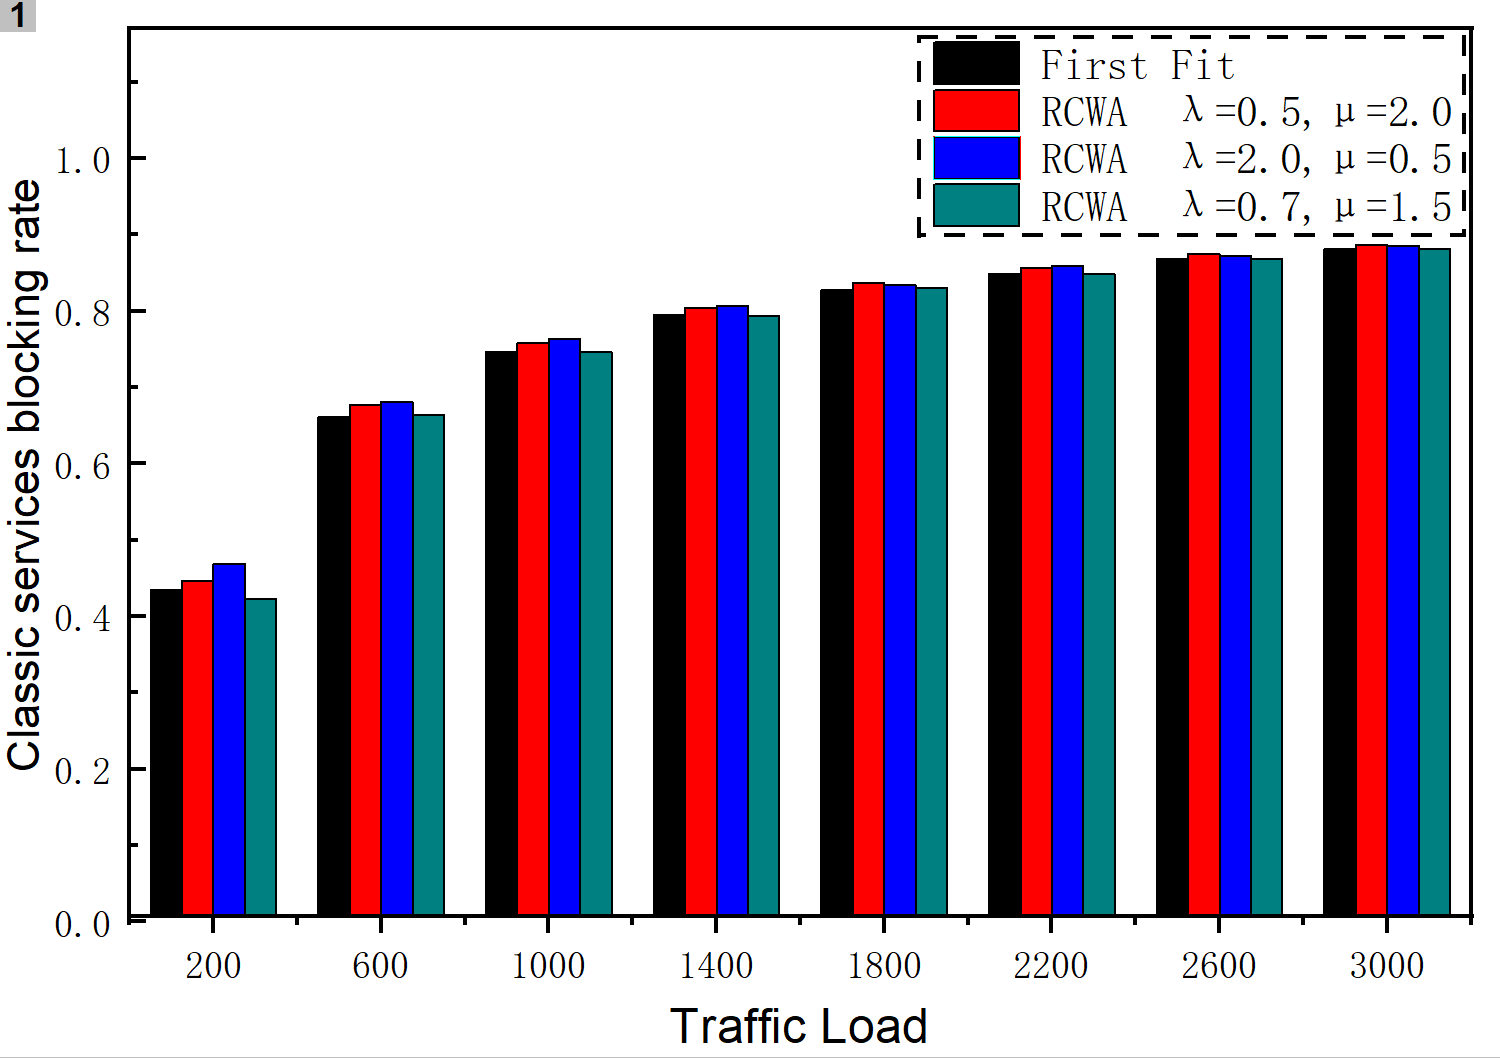 1
First Fit
RCWA λ=0.5, μ=2.0
RCWA λ=2.0, μ=0.5
RCWA λ=0.7, μ=1.5
Classic services blocking rate
1.0
0.8
0.6
0.4
0.2
0.0
200 600 1000 1400 1800 2200 2600 3000
Traffic Load